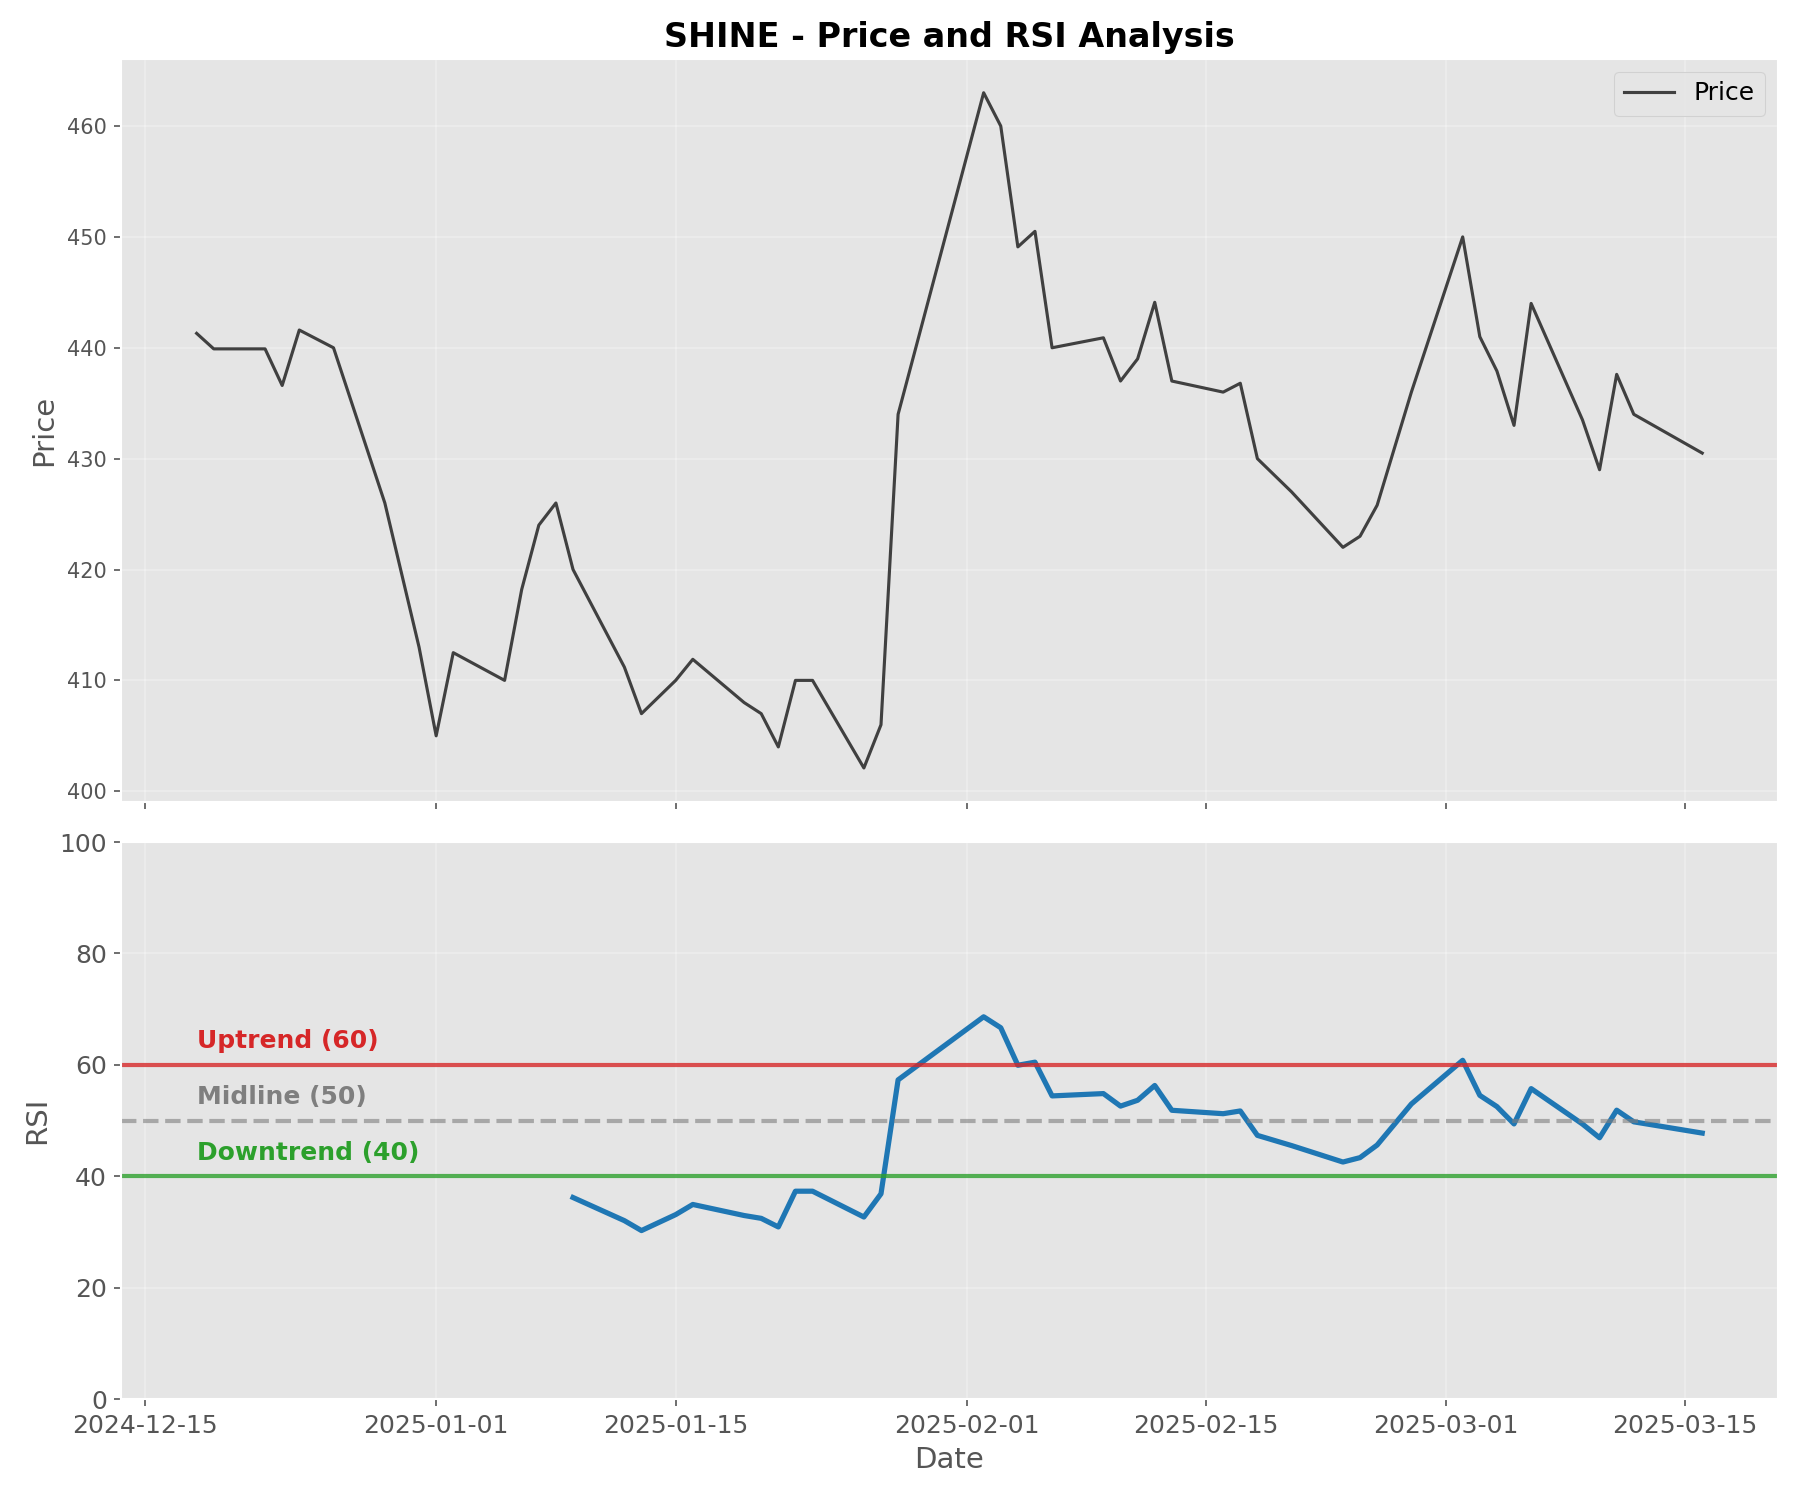 SHINE - Price and RSI Analysis
Price
460
450
440
430
420
410
400
Price
100
80
60
40
20
0
RSI
Uptrend (60)
Midline (50)
Downtrend (40)
2024-12-15
2025-01-01
2025-01-15
2025-02-01
2025-02-15
2025-03-01
2025-03-15
Date